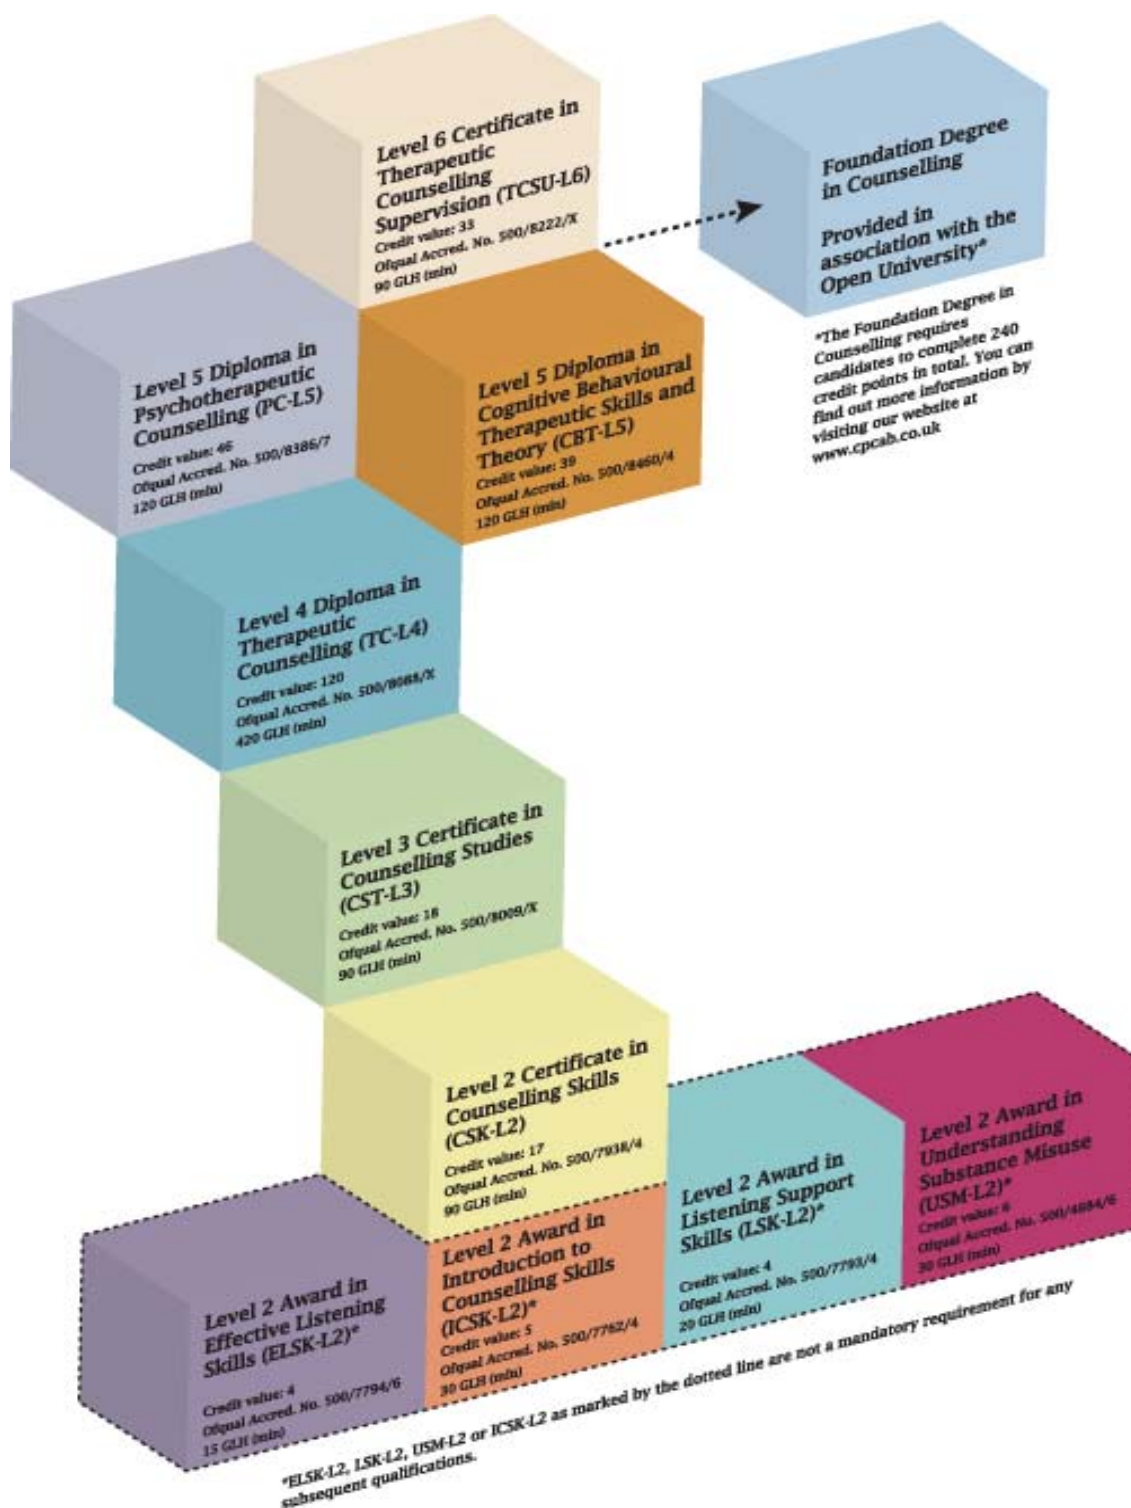 Level 6 Certificate in
Therapeutic
Counselling
Supervision (TCSU-L6)
Credit value: 33
Ofqual Accred. No. 500/8222/X
90 GLH (min)
Foundation Degree
in Counselling
Provided in
association with the
Open University*
*The Foundation Degree in
Counselling requires
candidates to complete 240
credit points in total. You can
find out more information by
visiting our website at
www.cpcab.co.uk
Level 5 Diploma in
Psychotherapeutic
Counselling (PC-L5)
Credit value: 46
Ofqual Accred. No. 500/8386/7
120 GLH (min)
Level 5 Diploma in
Cognitive Behavioural
Therapeutic Skills and
Theory (CBT-L5)
Credit value: 39
Ofqual Accred. No. 500/8460/4
120 GLH (min)
Level 4 Diploma in
Therapeutic
Counselling (TC-L4)
Credit value: 120
Ofqual Accred. No. 500/8088/X
420 GLH (min)
Level 3 Certificate in
Counselling Studies
(CST-L3)
Credit value: 18
Ofqual Accred. No. 500/8009/X
90 GLH (min)
Level 2 Certificate in
Counselling Skills
(CSK-L2)
Credit value: 17
Ofqual Accred. No. 500/7938/4
90 GLH (min)
Level 2 Award in
Effective Listening
Skills (ELSK-L2)*
Credit value: 4
Ofqual Accred. No. 500/7794/6
15 GLH (min)
Level 2 Award in
Introduction to
Counselling Skills
(ICSK-L2)*
Credit value: 5
Ofqual Accred. No. 500/7762/4
30 GLH (min)
Level 2 Award in
Listening Support
Skills (LSK-L2)*
Credit value: 4
Ofqual Accred. No. 500/7793/4
20 GLH (min)
Level 2 Award in
Understanding
Substance Misuse
(USM-L2)*
Credit value: 6
Ofqual Accred. No. 500/4884/6
30 GLH (min)
*ELSK-L2, LSK-L2, USM-L2 or ICSK-L2 as marked by the dotted line are not a mandatory requirement for any
subsequent qualifications.